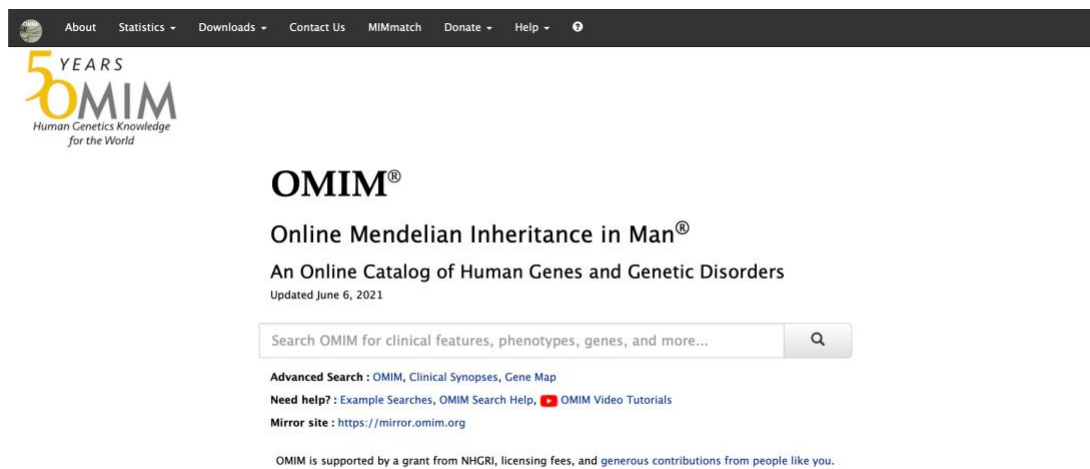 About Statistics Downloads Contact Us MIMmatch Donate Help ?
50 YEARS
OMIM
Human Genetics Knowledge
for the World
OMIM®
Online Mendelian Inheritance in Man®
An Online Catalog of Human Genes and Genetic Disorders
Updated June 6, 2021
Search OMIM for clinical features, phenotypes, genes, and more...
Advanced Search : OMIM, Clinical Synopses, Gene Map
Need help? : Example Searches, OMIM Search Help, OMIM Video Tutorials
Mirror site : https://mirror.omim.org
OMIM is supported by a grant from NHGRI, licensing fees, and generous contributions from people like you.